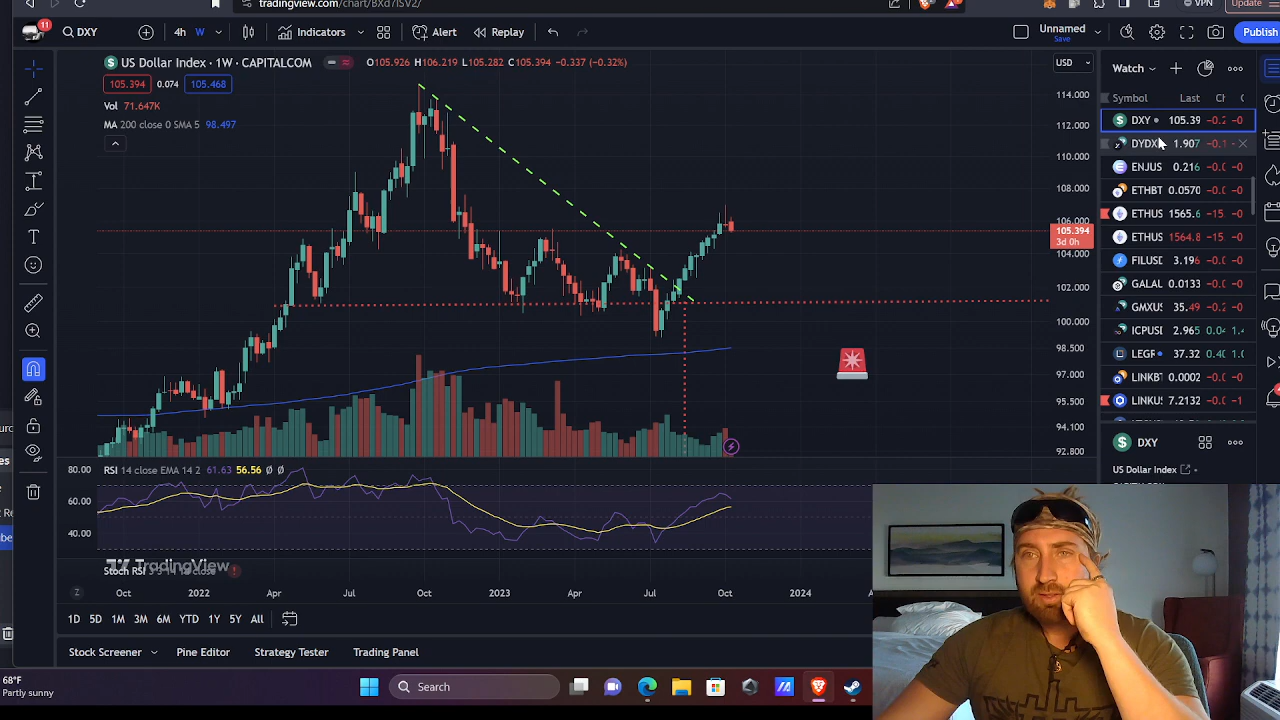 tradingview.com/chart/BXd7ISV2/
VPN
Update
11
DXY
4h W
Indicators
Alert
Replay
Unnamed
Save
Publish
US Dollar Index · 1W · CAPITALCOM
O105.926 H106.219 L105.282 C105.394 -0.337 (-0.32%)
105.394 0.074 105.468
Vol 71.647K
MA 200 close 0 SMA 5 98.497
USD
114.000
112.000
110.000
108.000
106.000
105.394
3d 0h
104.000
102.000
100.000
98.500
97.000
95.500
94.100
92.800
RSI 14 close EMA 14 2 61.63 56.56 Ø Ø
80.00
60.00
40.00
TradingView
Stoch RSI
Z
Oct 2022 Apr Jul Oct 2023 Apr Jul Oct 2024
1D 5D 1M 3M 6M YTD 1Y 5Y All
Stock Screener Pine Editor Strategy Tester Trading Panel
Watch
Symbol Last Ch C
DXY 105.39 -0.2 -0
DYDX 1.907 -0.1 -
ENJUS 0.216 -0.0 -0
ETHBT 0.0570 -0.0 -0
ETHUS 1565.6 -15. -0
ETHUS 1564.8 -15. -0
FILUSD 3.196 -0.0 -0
GALAL 0.0133 -0.0 -0
GMXUS 35.49 -0.0 -0
ICPUSI 2.965 0.04 1.4
LEGR 37.32 0.40 1.0
LINKBT 0.0002 -0.0 -0
LINKU: 7.2132 -0.0 -1
DXY
US Dollar Index
68°F
Partly sunny
Search